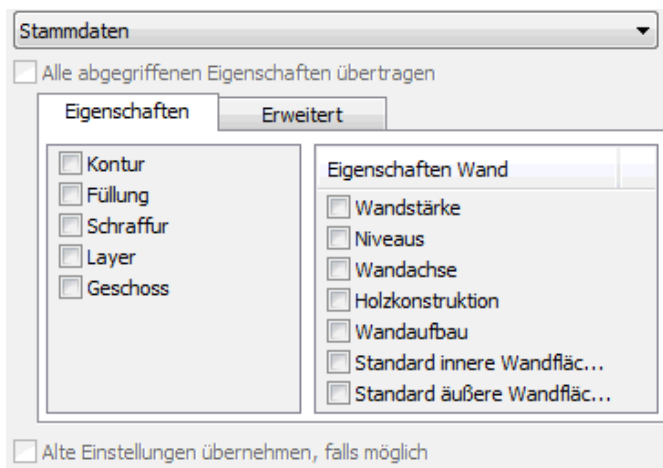 Stammdaten
Alle abgegriffenen Eigenschaften übertragen
Eigenschaften
Erweitert
Kontur
Füllung
Schraffur
Layer
Geschoss
Eigenschaften Wand
Wandstärke
Niveaus
Wandachse
Holzkonstruktion
Wandaufbau
Standard innere Wandfläc...
Standard äußere Wandfläc...
Alte Einstellungen übernehmen, falls möglich